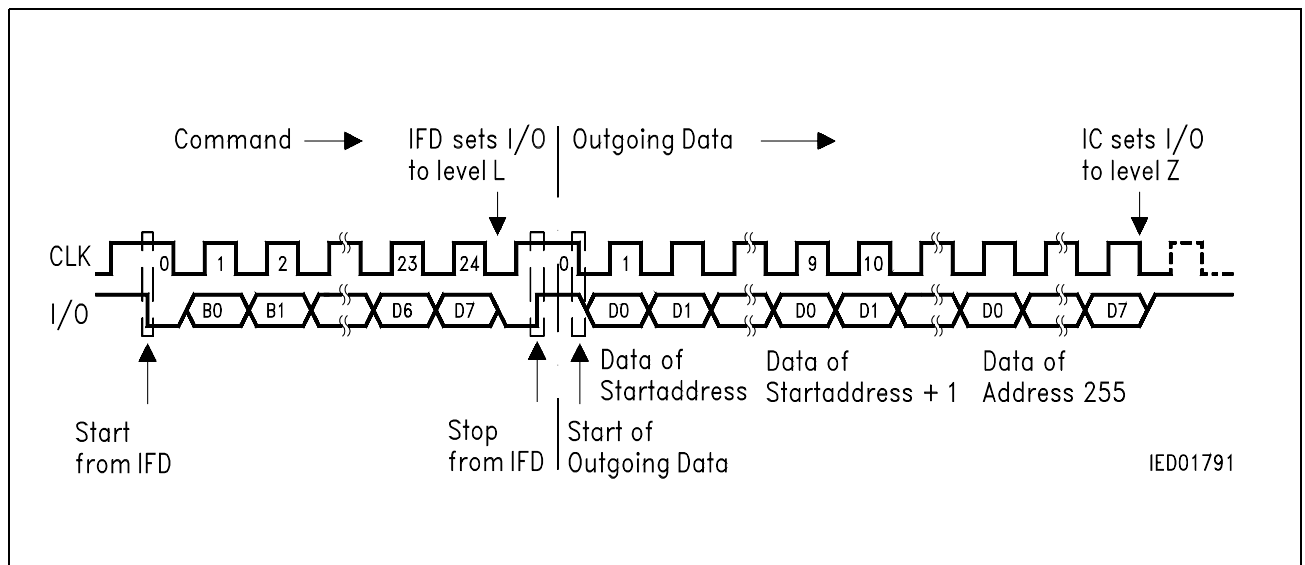 Command
IFD sets I/O
to level L
Outgoing Data
IC sets I/O
to level Z
CLK
0 1 2 23 24 0 1 9 10
I/O
B0 B1 D6 D7 D0 D1 D0 D1 D0 D7
Data of
Startaddress
Data of
Startaddress + 1
Data of
Address 255
Start
from IFD
Stop
from IFD
Start of
Outgoing Data
IED01791